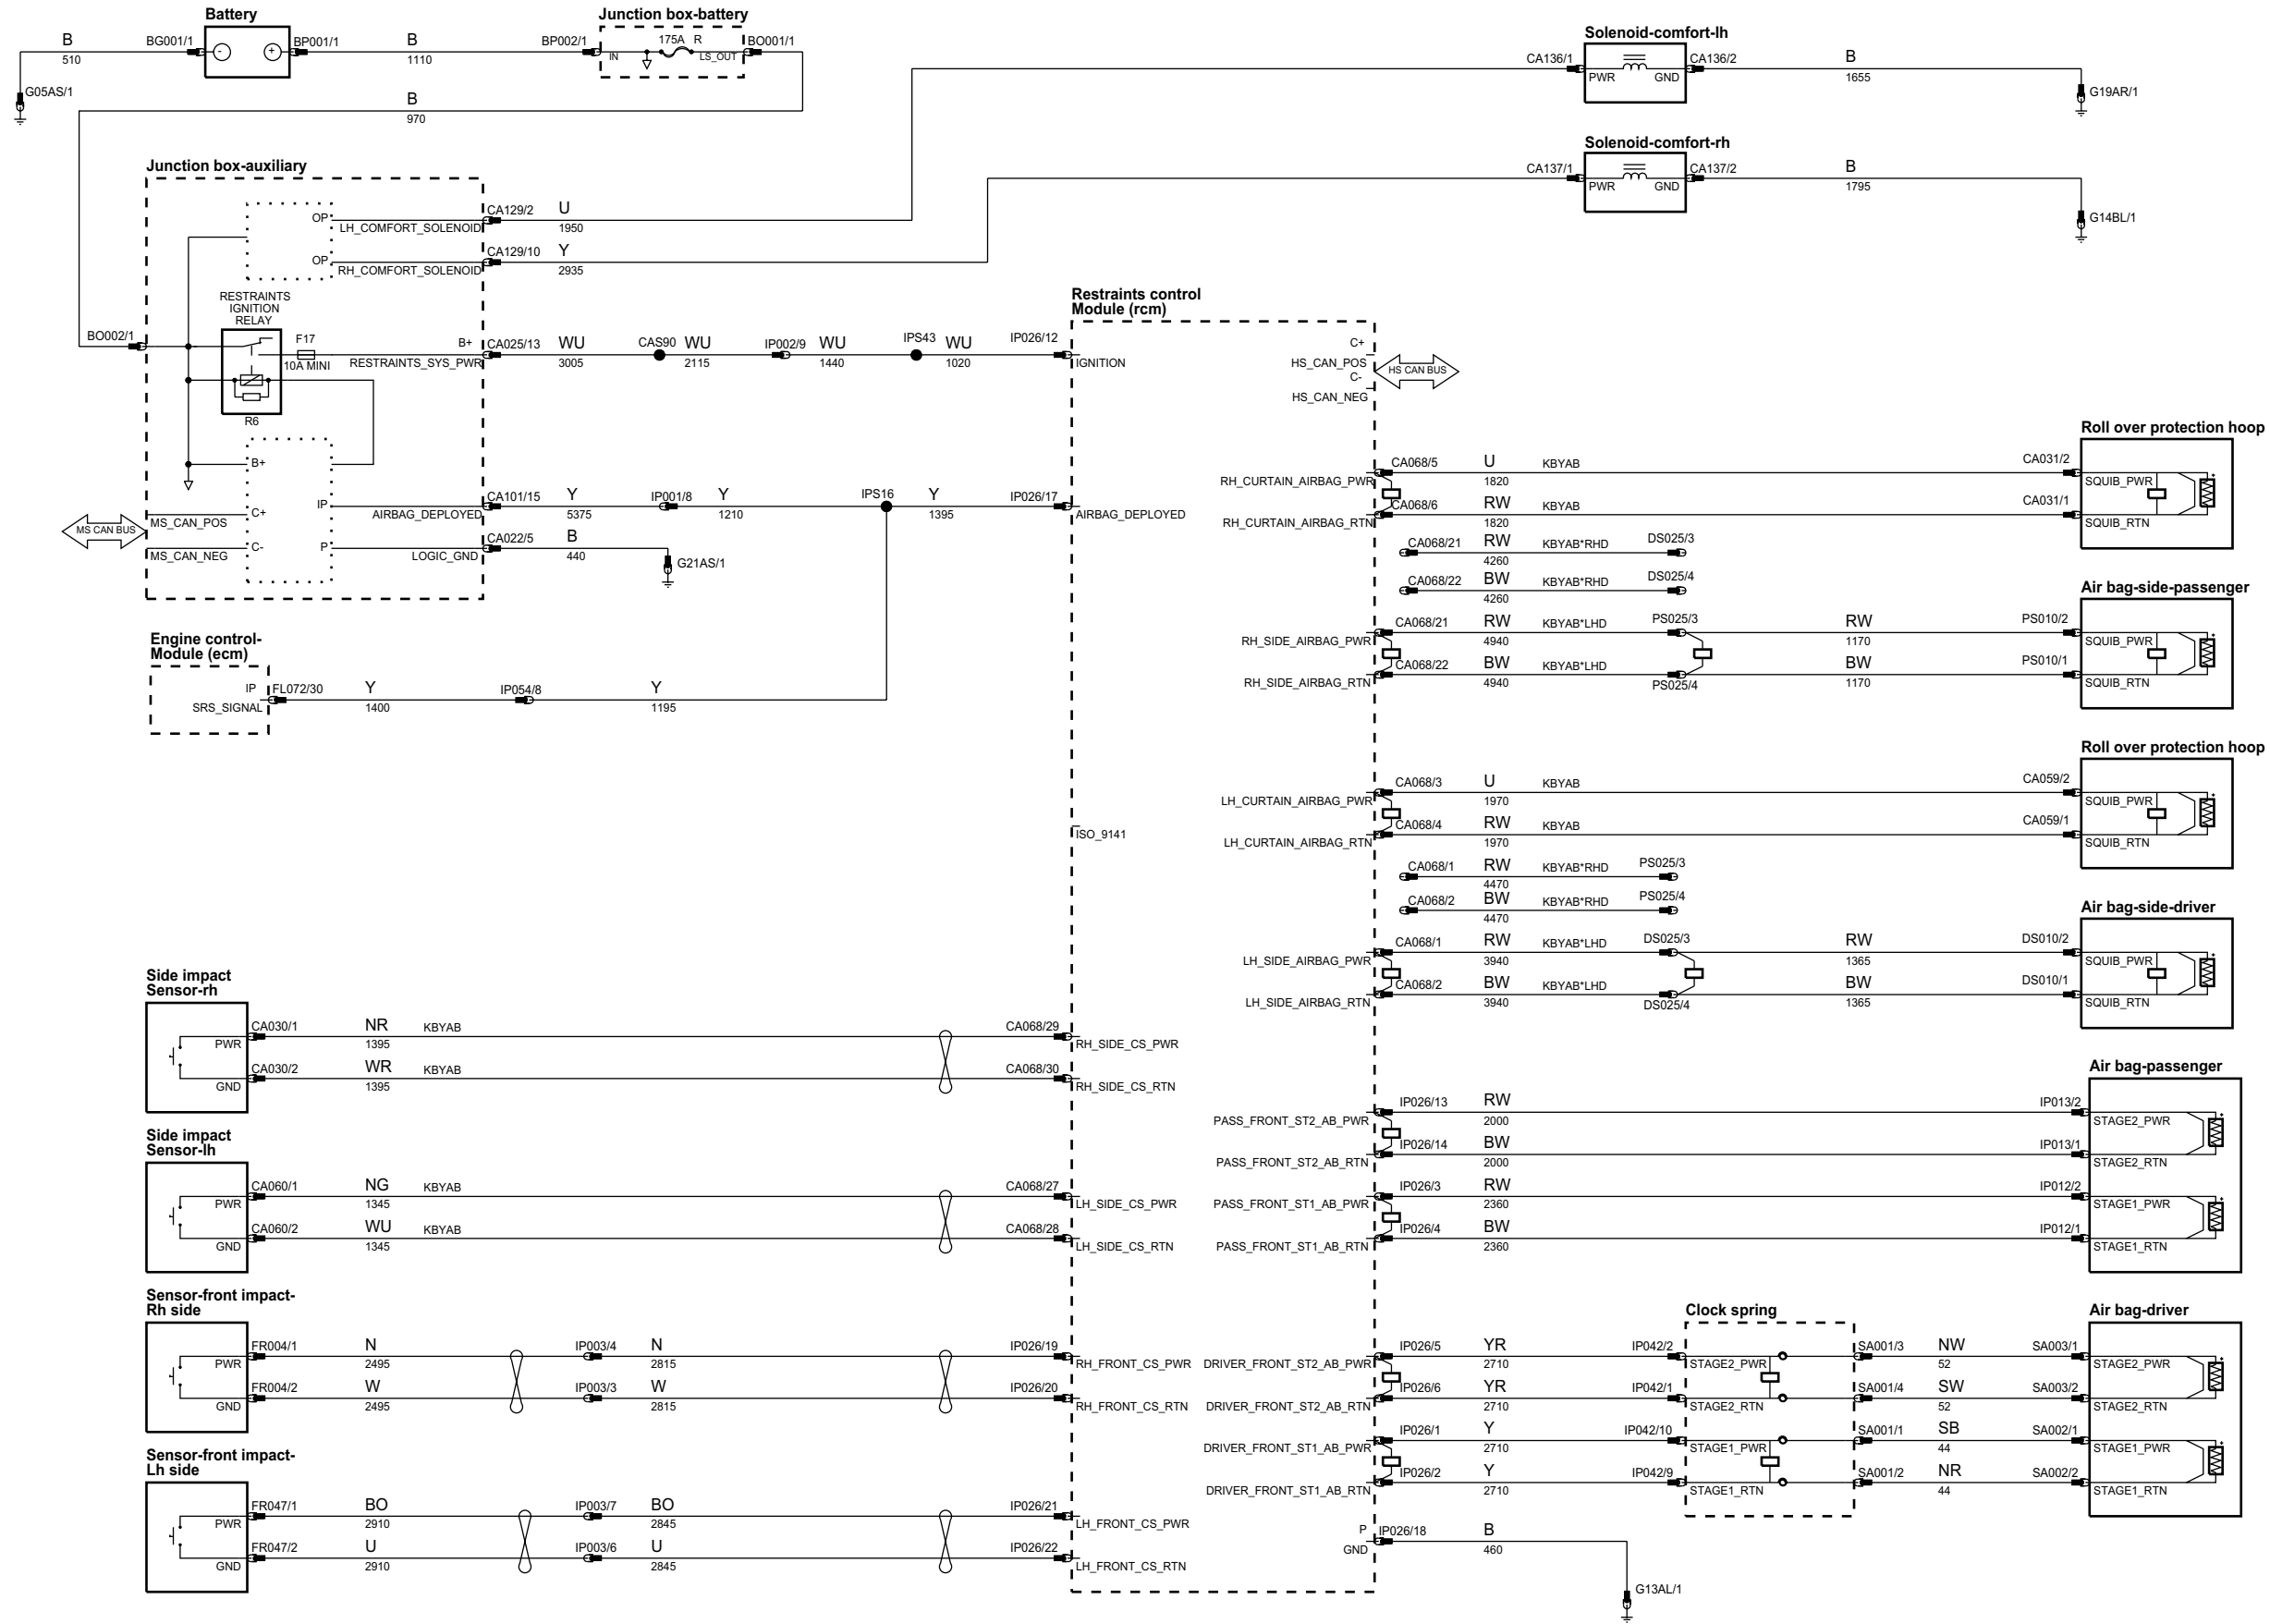 Battery
Junction box-battery
B
510
BG001/1
-
+
BP001/1
B
1110
BP002/1
175A R
IN
LS_OUT
BO001/1
G05AS/1
B
970
Solenoid-comfort-lh
CA136/1
PWR
GND
CA136/2
B
1655
G19AR/1
Solenoid-comfort-rh
CA137/1
PWR
GND
CA137/2
B
1795
G14BL/1
Junction box-auxiliary
OP
LH_COMFORT_SOLENOID
CA129/2
U
1950
OP
RH_COMFORT_SOLENOID
CA129/10
Y
2935
RESTRAINTS
IGNITION
RELAY
BO002/1
F17
10A MINI
R6
B+
RESTRAINTS_SYS_PWR
CA025/13
WU
3005
CAS90
WU
2115
IP002/9
WU
1440
IPS43
WU
1020
IP026/12
B+
C+
C-
IP
P
MS CAN BUS
MS_CAN_POS
MS_CAN_NEG
AIRBAG_DEPLOYED
CA101/15
Y
5375
IP001/8
Y
1210
IPS16
Y
1395
IP026/17
LOGIC_GND
CA022/5
B
440
G21AS/1
Engine control-
Module (ecm)
IP
SRS_SIGNAL
FL072/30
Y
1400
IP054/8
Y
1195
Restraints control
Module (rcm)
IGNITION
AIRBAG_DEPLOYED
ISO_9141
C+
HS_CAN_POS
C-
HS_CAN_NEG
HS CAN BUS
Roll over protection hoop
RH_CURTAIN_AIRBAG_PWR
CA068/5
U
1820
KBYAB
CA031/2
SQUIB_PWR
RH_CURTAIN_AIRBAG_RTN
CA068/6
RW
1820
KBYAB
CA031/1
SQUIB_RTN
CA068/21
RW
4260
KBYAB*RHD
DS025/3
CA068/22
BW
4260
KBYAB*RHD
DS025/4
Air bag-side-passenger
RH_SIDE_AIRBAG_PWR
CA068/21
RW
4940
KBYAB*LHD
PS025/3
RW
1170
PS010/2
SQUIB_PWR
RH_SIDE_AIRBAG_RTN
CA068/22
BW
4940
KBYAB*LHD
PS025/4
BW
1170
PS010/1
SQUIB_RTN
Roll over protection hoop
LH_CURTAIN_AIRBAG_PWR
CA068/3
U
1970
KBYAB
CA059/2
SQUIB_PWR
LH_CURTAIN_AIRBAG_RTN
CA068/4
RW
1970
KBYAB
CA059/1
SQUIB_RTN
CA068/1
RW
4470
KBYAB*RHD
PS025/3
CA068/2
BW
4470
KBYAB*RHD
PS025/4
Air bag-side-driver
LH_SIDE_AIRBAG_PWR
CA068/1
RW
3940
KBYAB*LHD
DS025/3
RW
1365
DS010/2
SQUIB_PWR
LH_SIDE_AIRBAG_RTN
CA068/2
BW
3940
KBYAB*LHD
DS025/4
BW
1365
DS010/1
SQUIB_RTN
Side impact
Sensor-rh
PWR
CA030/1
NR
1395
KBYAB
CA068/29
RH_SIDE_CS_PWR
GND
CA030/2
WR
1395
KBYAB
CA068/30
RH_SIDE_CS_RTN
Side impact
Sensor-lh
PWR
CA060/1
NG
1345
KBYAB
CA068/27
LH_SIDE_CS_PWR
GND
CA060/2
WU
1345
KBYAB
CA068/28
LH_SIDE_CS_RTN
Air bag-passenger
PASS_FRONT_ST2_AB_PWR
IP026/13
RW
2000
IP013/2
STAGE2_PWR
PASS_FRONT_ST2_AB_RTN
IP026/14
BW
2000
IP013/1
STAGE2_RTN
PASS_FRONT_ST1_AB_PWR
IP026/3
RW
2360
IP012/2
STAGE1_PWR
PASS_FRONT_ST1_AB_RTN
IP026/4
BW
2360
IP012/1
STAGE1_RTN
Sensor-front impact-
Rh side
PWR
FR004/1
N
2495
IP003/4
N
2815
IP026/19
RH_FRONT_CS_PWR
GND
FR004/2
W
2495
IP003/3
W
2815
IP026/20
RH_FRONT_CS_RTN
Sensor-front impact-
Lh side
PWR
FR047/1
BO
2910
IP003/7
BO
2845
IP026/21
LH_FRONT_CS_PWR
GND
FR047/2
U
2910
IP003/6
U
2845
IP026/22
LH_FRONT_CS_RTN
Clock spring
Air bag-driver
DRIVER_FRONT_ST2_AB_PWR
IP026/5
YR
2710
IP042/2
STAGE2_PWR
SA001/3
NW
52
SA003/1
STAGE2_PWR
DRIVER_FRONT_ST2_AB_RTN
IP026/6
YR
2710
IP042/1
STAGE2_RTN
SA001/4
SW
52
SA003/2
STAGE2_RTN
DRIVER_FRONT_ST1_AB_PWR
IP026/1
Y
2710
IP042/10
STAGE1_PWR
SA001/1
SB
44
SA002/1
STAGE1_PWR
DRIVER_FRONT_ST1_AB_RTN
IP026/2
Y
2710
IP042/9
STAGE1_RTN
SA001/2
NR
44
SA002/2
STAGE1_RTN
P
GND
IP026/18
B
460
G13AL/1